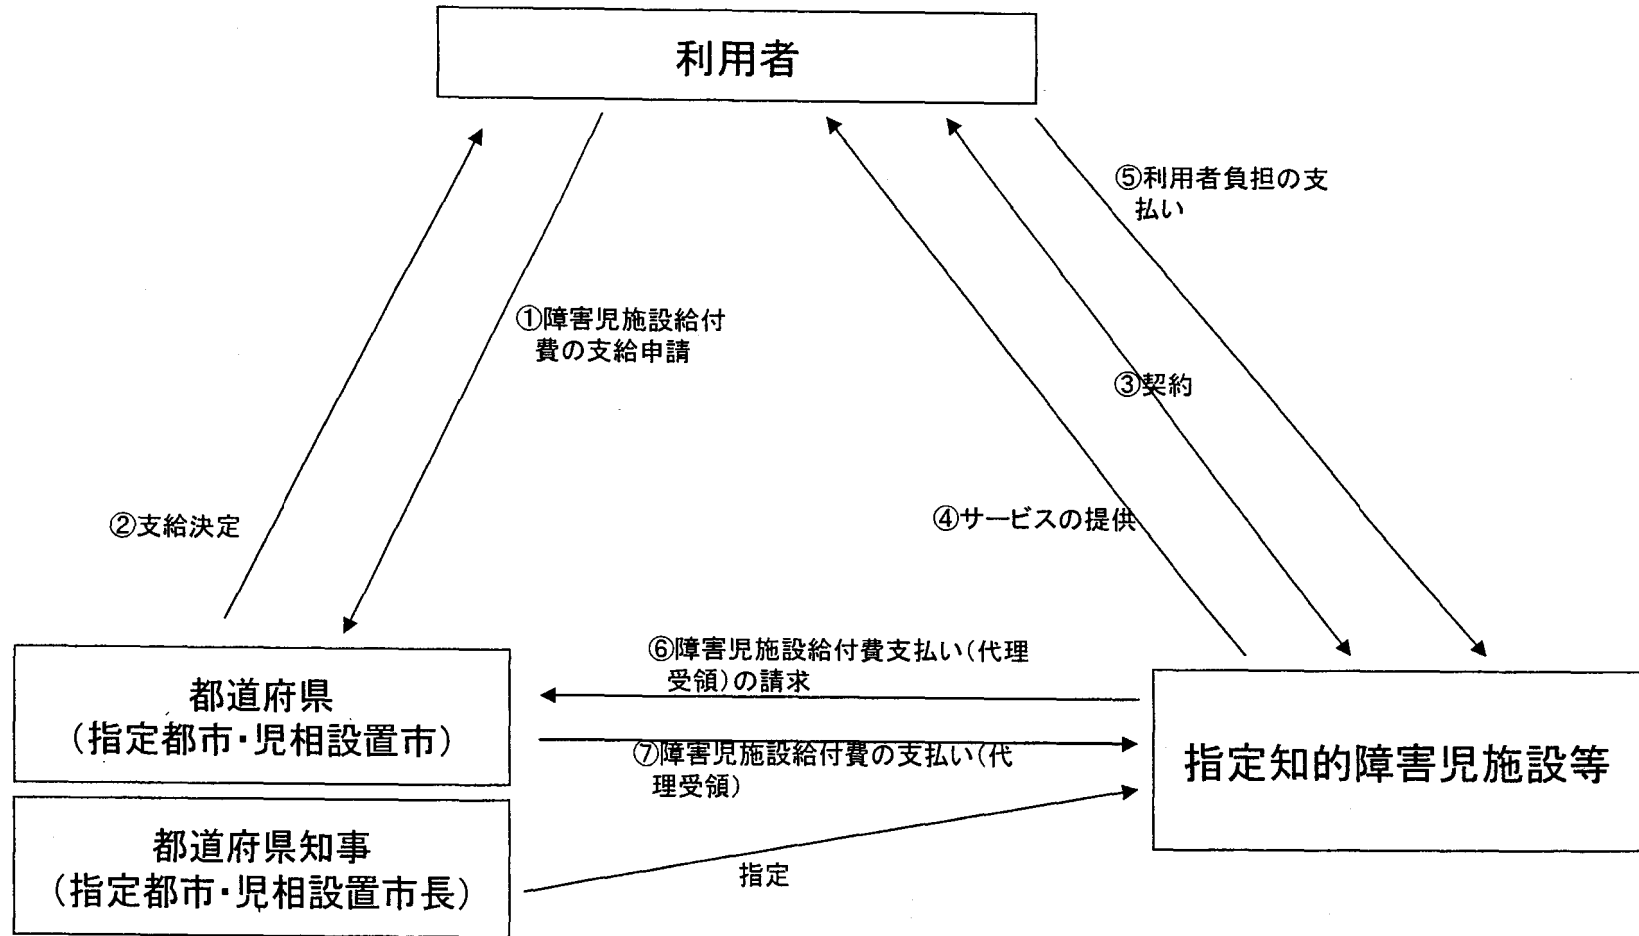 利用者
⑤利用者負担の支
払い
①障害児施設給付
費の支給申請
③契約
②支給決定
④サービスの提供
⑥障害児施設給付費支払い(代理
受領)の請求
都道府県
(指定都市・児相設置市)
⑦障害児施設給付費の支払い(代
理受領)
指定知的障害児施設等
都道府県知事
(指定都市・児相設置市長)
指定